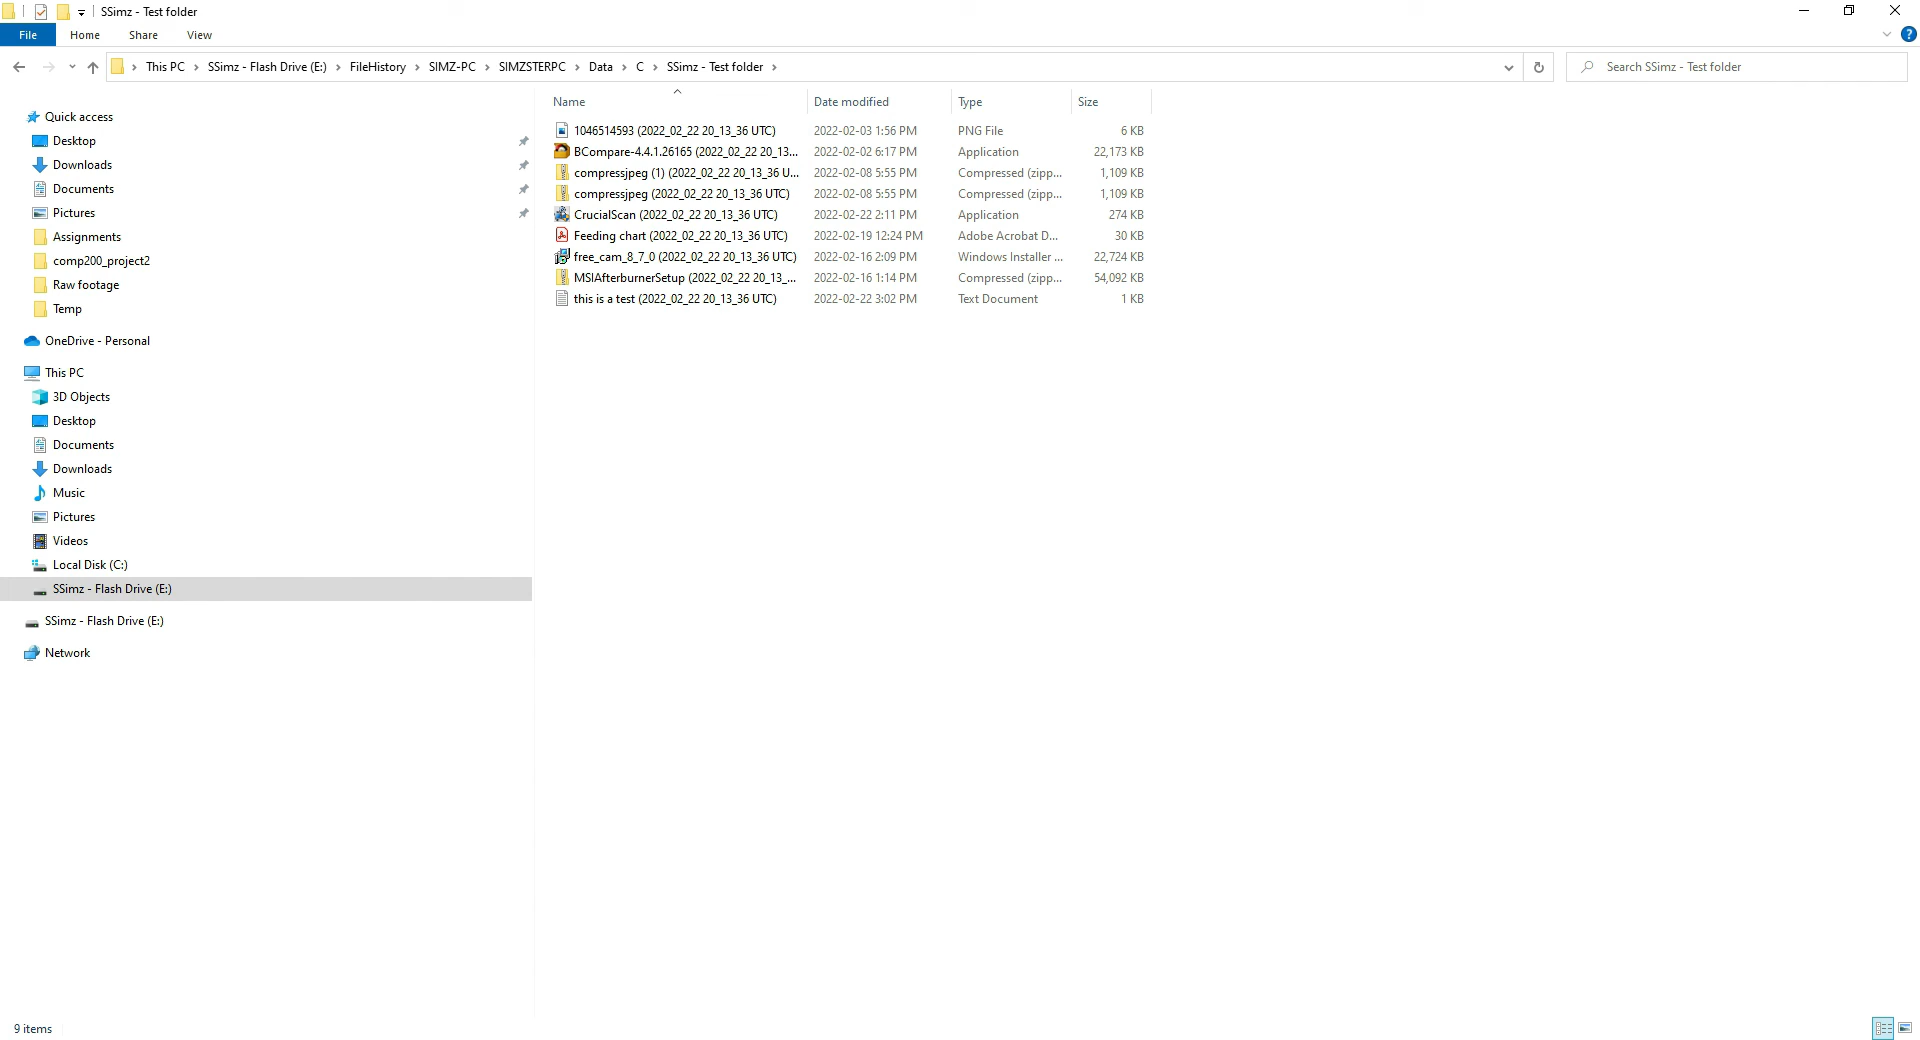 SSimz - Test folder
File Home Share View
This PC SSimz - Flash Drive (E:) FileHistory SIMZ-PC SIMZSTERPC Data C SSimz - Test folder Search SSimz - Test folder
Quick access
Desktop
Downloads
Documents
Pictures
Assignments
comp200_project2
Raw footage
Temp
OneDrive - Personal
This PC
3D Objects
Desktop
Documents
Downloads
Music
Pictures
Videos
Local Disk (C:)
SSimz - Flash Drive (E:)
SSimz - Flash Drive (E:)
Network
Name Date modified Type Size
1046514593 (2022_02_22 20_13_36 UTC) 2022-02-03 1:56 PM PNG File 6 KB
BCompare-4.4.1.26165 (2022_02_22 20_13... 2022-02-02 6:17 PM Application 22,173 KB
compressjpeg (1) (2022_02_22 20_13_36 U... 2022-02-08 5:55 PM Compressed (zipp... 1,109 KB
compressjpeg (2022_02_22 20_13_36 UTC) 2022-02-08 5:55 PM Compressed (zipp... 1,109 KB
CrucialScan (2022_02_22 20_13_36 UTC) 2022-02-22 2:11 PM Application 274 KB
Feeding chart (2022_02_22 20_13_36 UTC) 2022-02-19 12:24 PM Adobe Acrobat D... 30 KB
free_cam_8_7_0 (2022_02_22 20_13_36 UTC) 2022-02-16 2:09 PM Windows Installer ... 22,724 KB
MSIAfterburnerSetup (2022_02_22 20_13_... 2022-02-16 1:14 PM Compressed (zipp... 54,092 KB
this is a test (2022_02_22 20_13_36 UTC) 2022-02-22 3:02 PM Text Document 1 KB
9 items